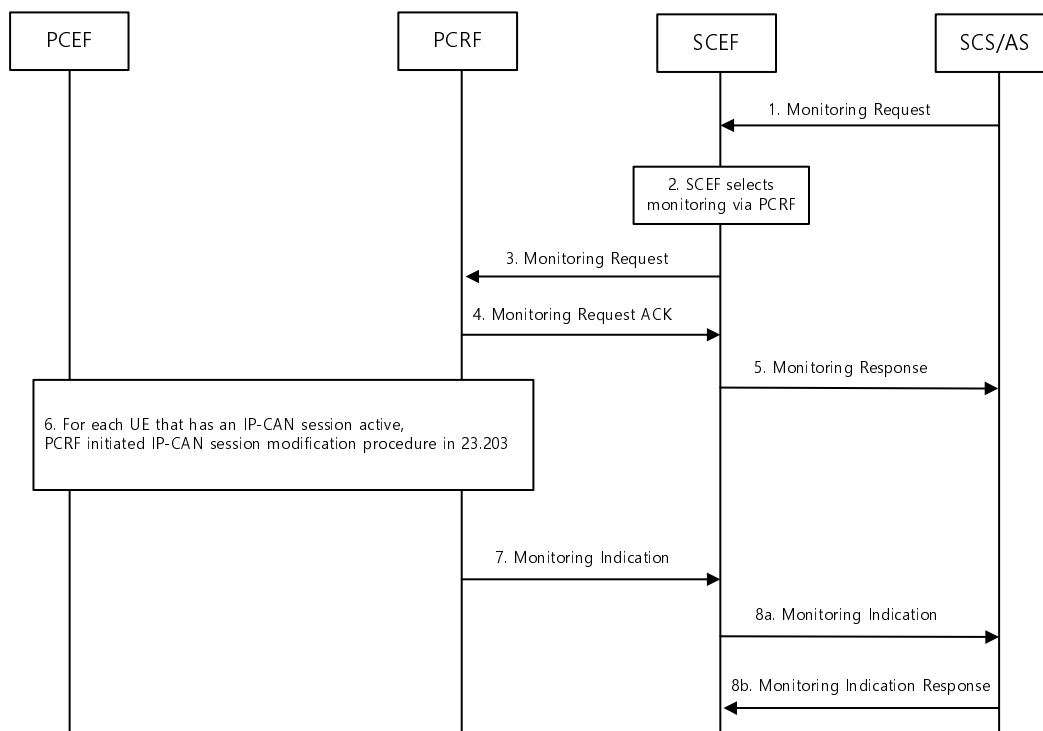 PCEF
PCRF
SCEF
SCS/AS
1. Monitoring Request
2. SCEF selects
monitoring via PCRF
3. Monitoring Request
4. Monitoring Request ACK
5. Monitoring Response
6. For each UE that has an IP-CAN session active,
PCRF initiated IP-CAN session modification procedure in 23.203
7. Monitoring Indication
8a. Monitoring Indication
8b. Monitoring Indication Response